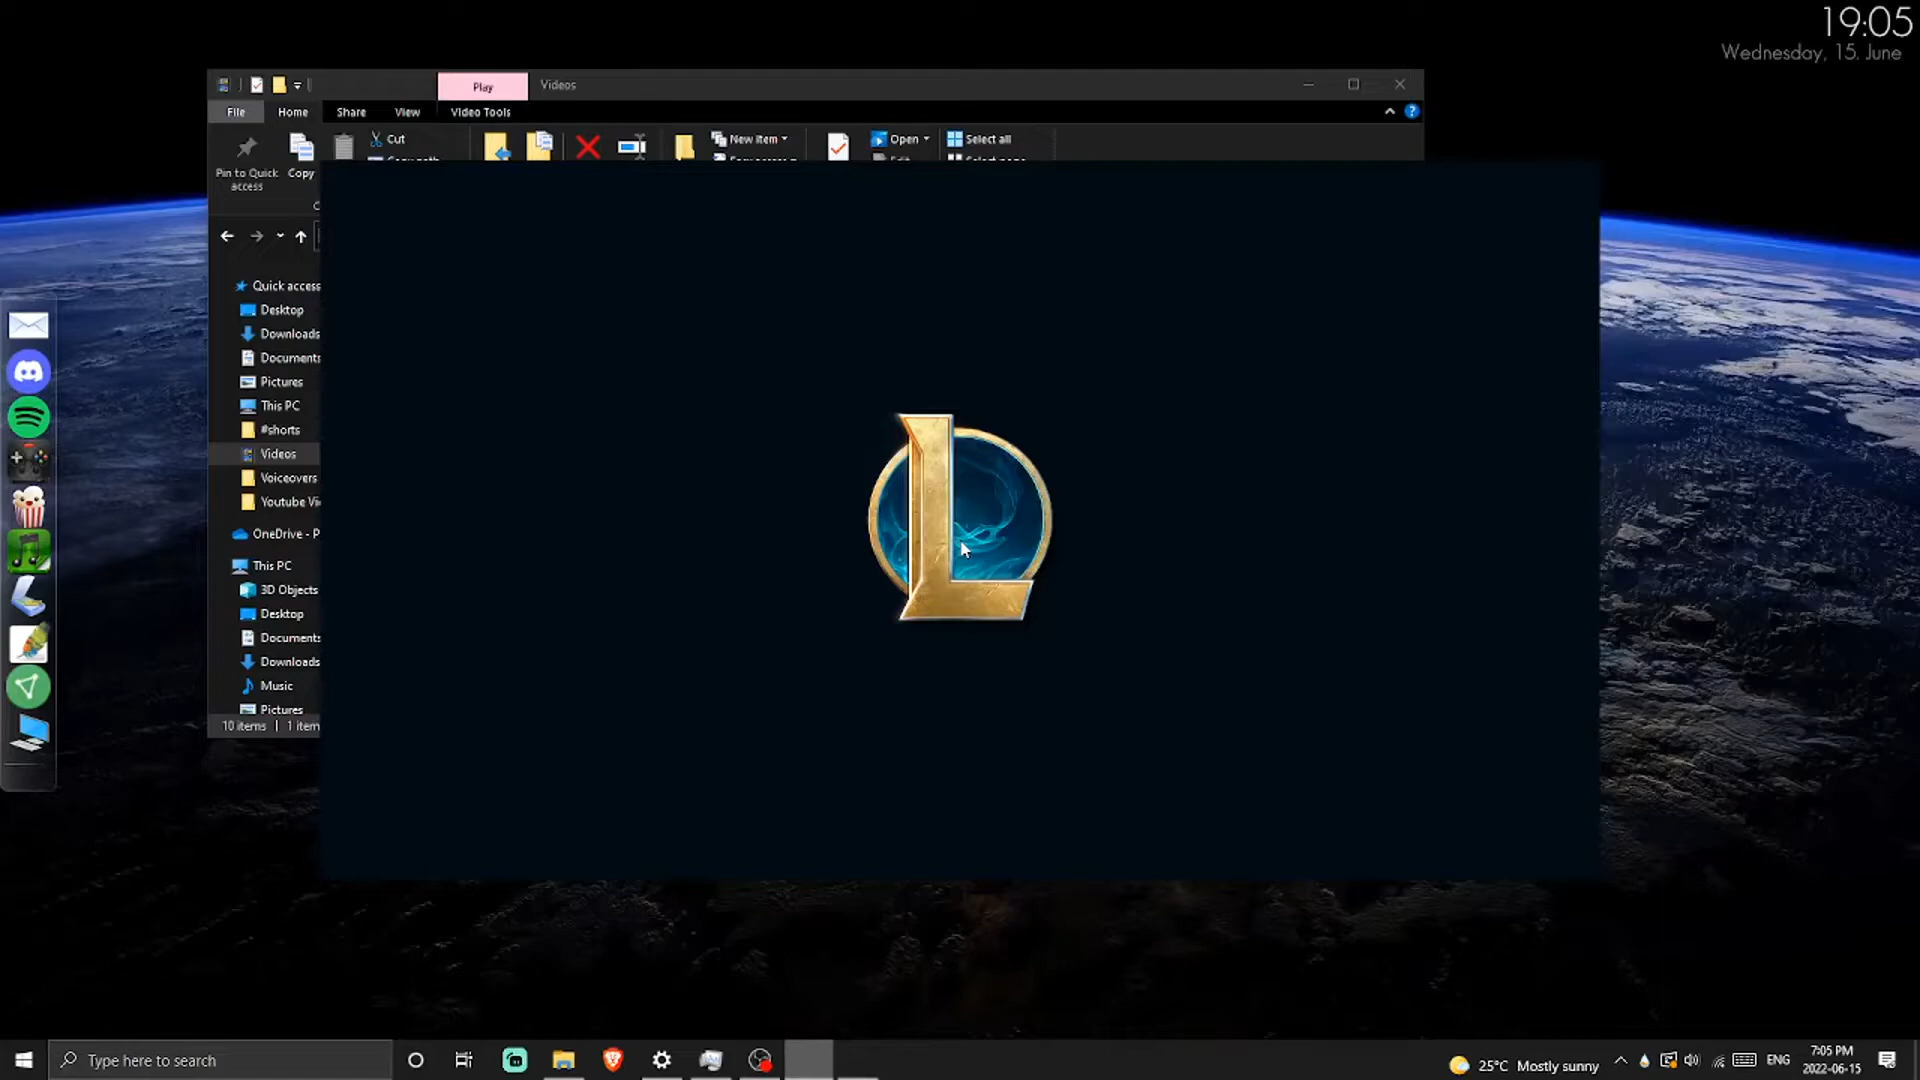 19:05
Wednesday, 15. June
Play
Videos
File
Home
Share
View
Video Tools
Cut
New item
Open
Select all
Pin to Quick access
Copy
Quick access
Desktop
Downloads
Documents
Pictures
This PC
#shorts
Videos
Voiceovers
Youtube Vi
OneDrive - P
This PC
3D Objects
Desktop
Documents
Downloads
Music
Pictures
10 items
1 item
L
Type here to search
25°C Mostly sunny
ENG
7:05 PM
2022-06-15